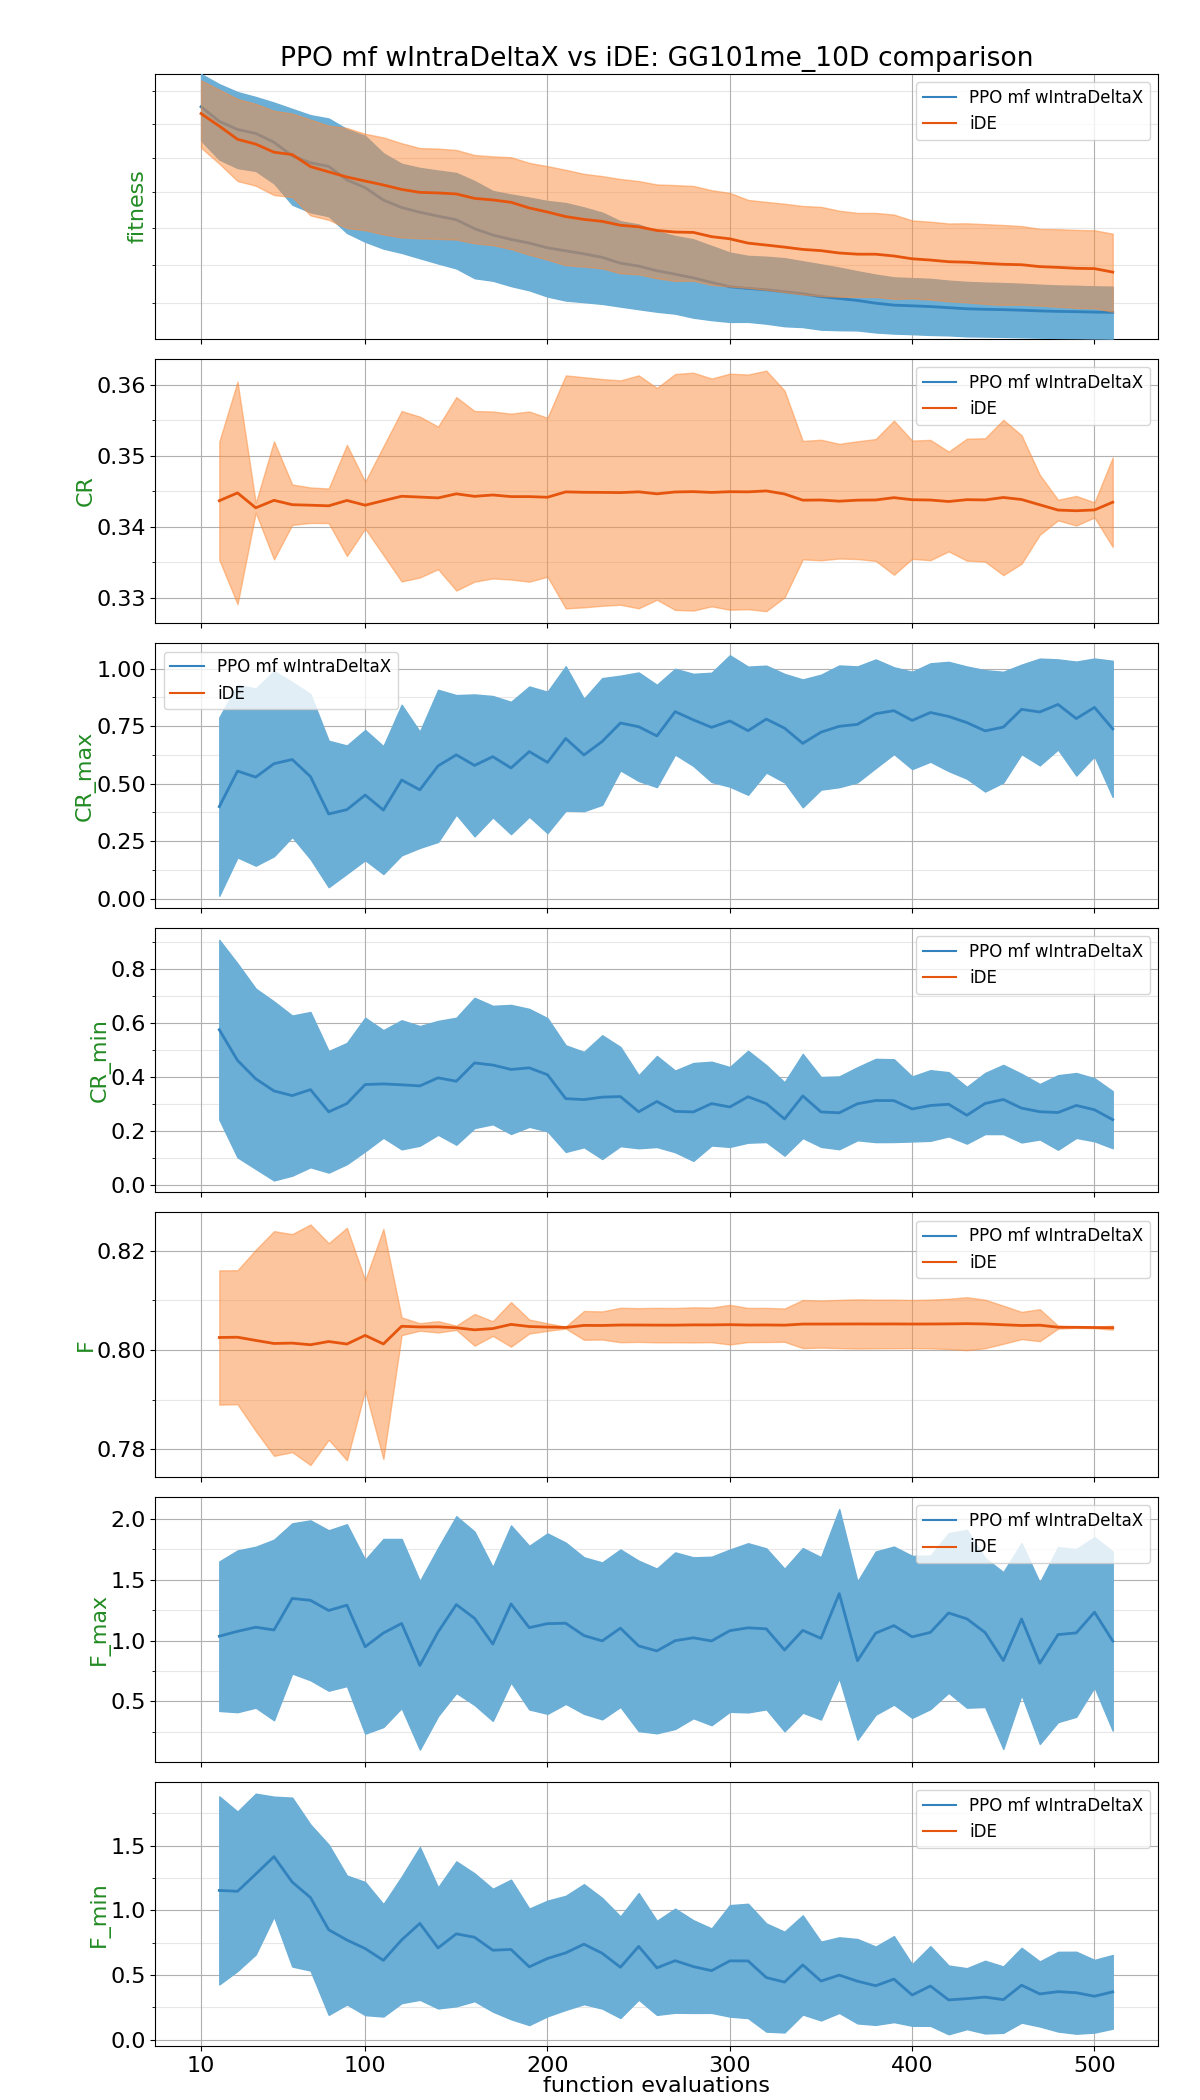 PPO mf wIntraDeltaX vs iDE: GG101me_10D comparison
fitness
PPO mf wIntraDeltaX
iDE
CR
0.36
0.35
0.34
0.33
PPO mf wIntraDeltaX
iDE
CR_max
1.00
0.75
0.50
0.25
0.00
PPO mf wIntraDeltaX
iDE
CR_min
0.8
0.6
0.4
0.2
0.0
PPO mf wIntraDeltaX
iDE
F
0.82
0.80
0.78
PPO mf wIntraDeltaX
iDE
F_max
2.0
1.5
1.0
0.5
PPO mf wIntraDeltaX
iDE
F_min
1.5
1.0
0.5
0.0
PPO mf wIntraDeltaX
iDE
10 100 200 300 400 500
function evaluations